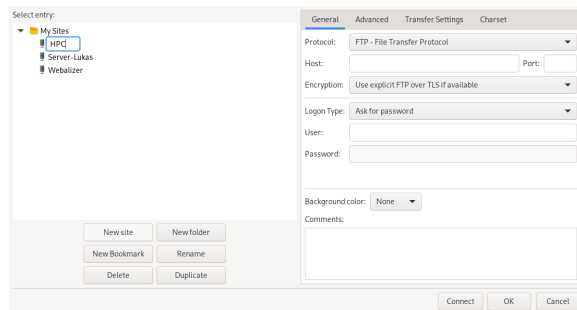 Select entry:
My Sites
HPC
Server-Lukas
Webalizer
New site
New folder
New Bookmark
Rename
Delete
Duplicate
General
Advanced
Transfer Settings
Charset
Protocol:
FTP - File Transfer Protocol
Host:
Port:
Encryption:
Use explicit FTP over TLS if available
Logon Type:
Ask for password
User:
Password:
Background color:
None
Comments:
Connect
OK
Cancel